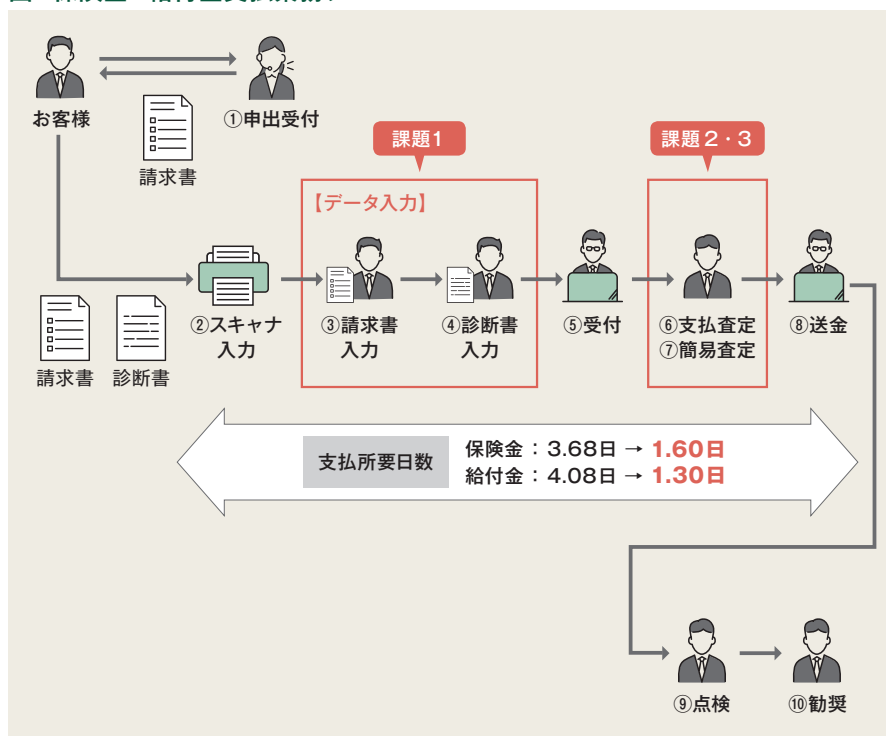 お客様
①申出受付
請求書
課題1
課題2・3
【データ入力】
②スキャナ
入力
③請求書
入力
④診断書
入力
⑤受付
⑥支払査定
⑦簡易査定
⑧送金
請求書
診断書
支払所要日数
保険金：3.68日 → 1.60日
給付金：4.08日 → 1.30日
⑨点検
⑩勧奨